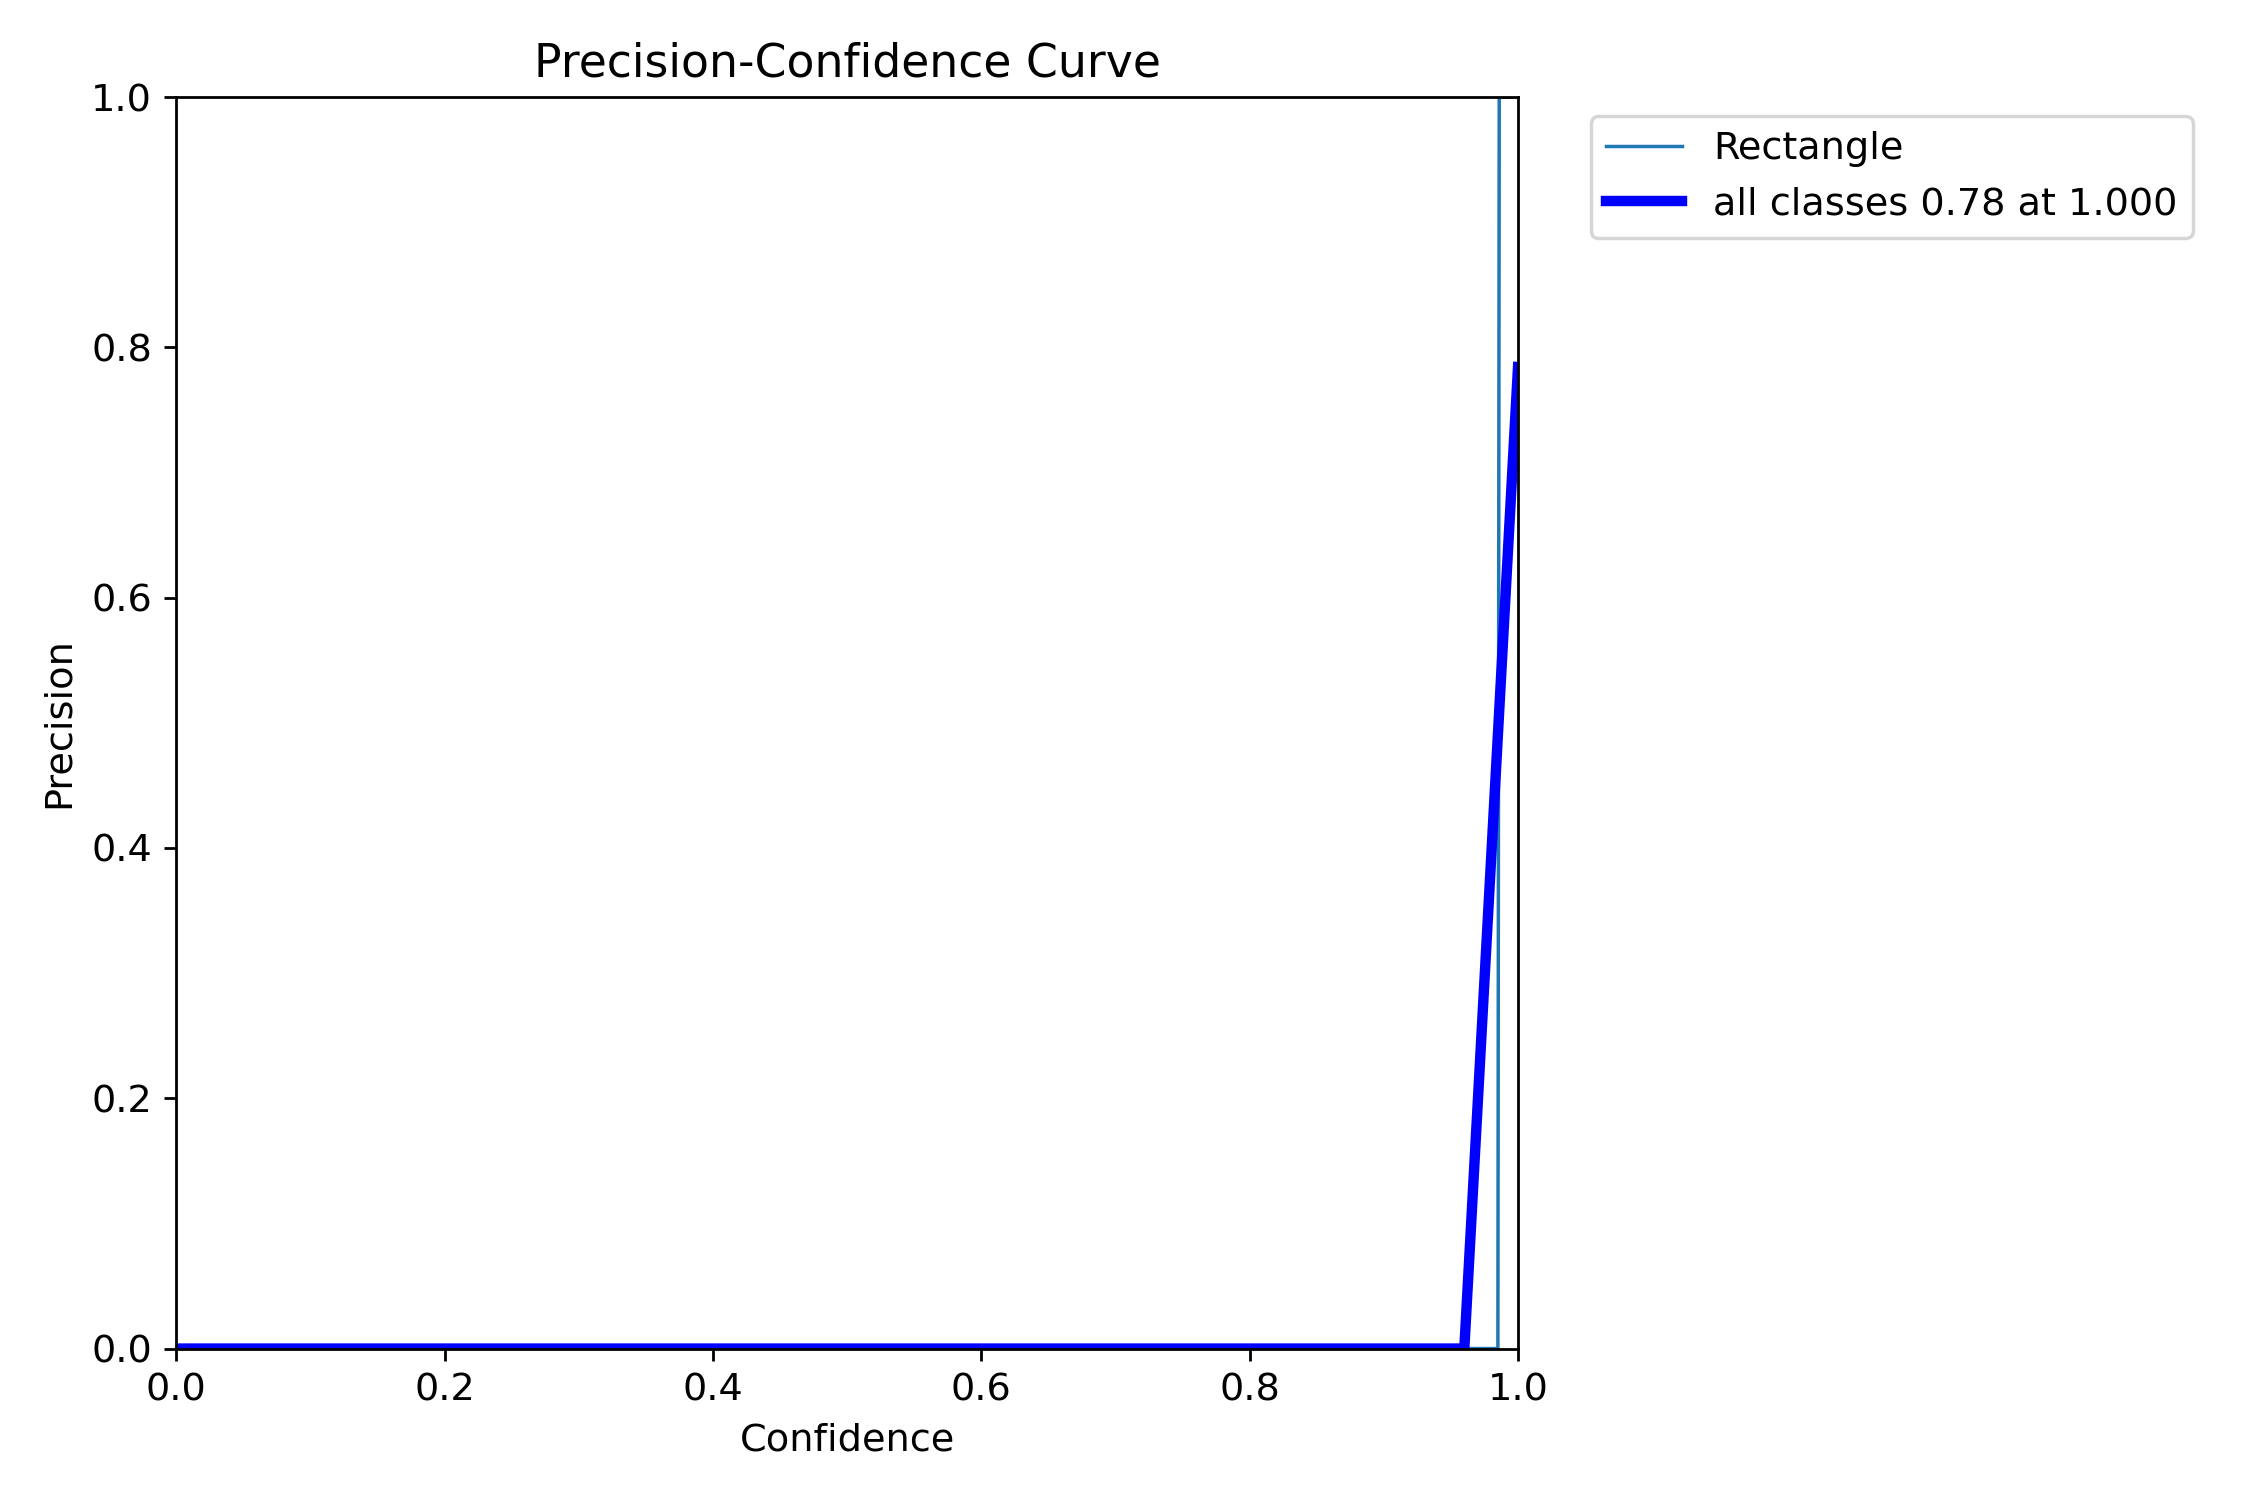 Precision-Confidence Curve
1.0
0.8
0.6
0.4
0.2
0.0
Precision
0.0 0.2 0.4 0.6 0.8 1.0
Confidence
Rectangle
all classes 0.78 at 1.000